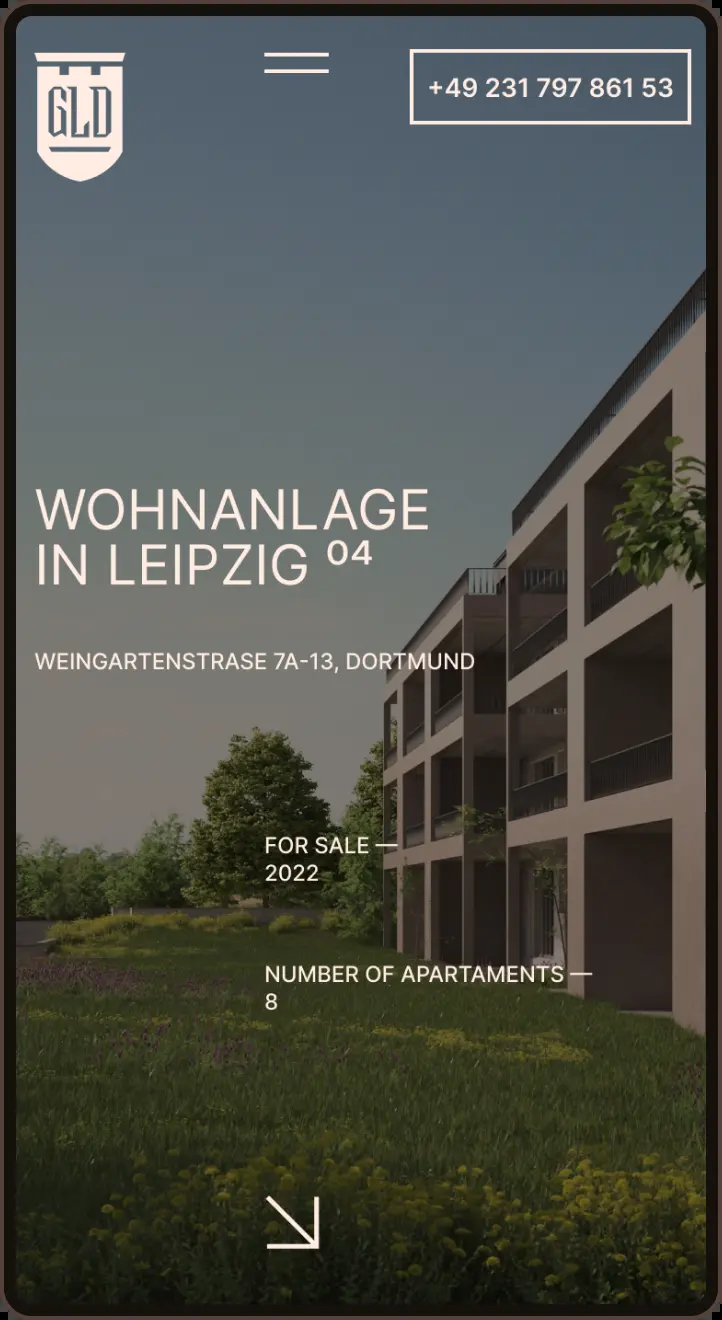 GLD
+49 231 797 861 53
WOHNANLAGE
IN LEIPZIG 04
WEINGARTENSTRASE 7A-13, DORTMUND
FOR SALE —
2022
NUMBER OF APARTAMENTS —
8